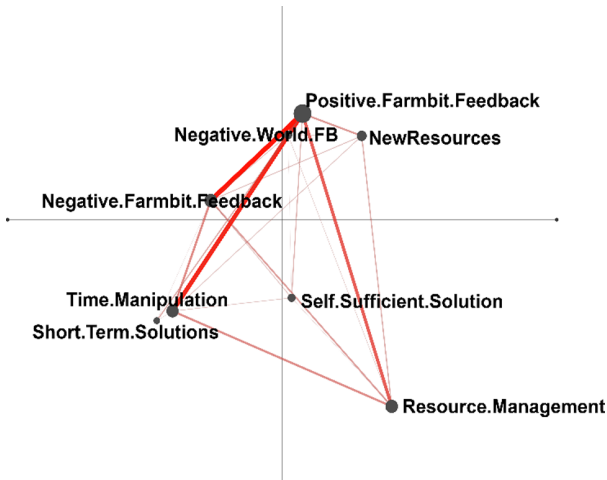 Positive.Farmbit.Feedback
Negative.World.FB
NewResources
Negative.Farmbit.Feedback
Time.Manipulation
Self.Sufficient.Solution
Short.Term.Solutions
Resource.Management